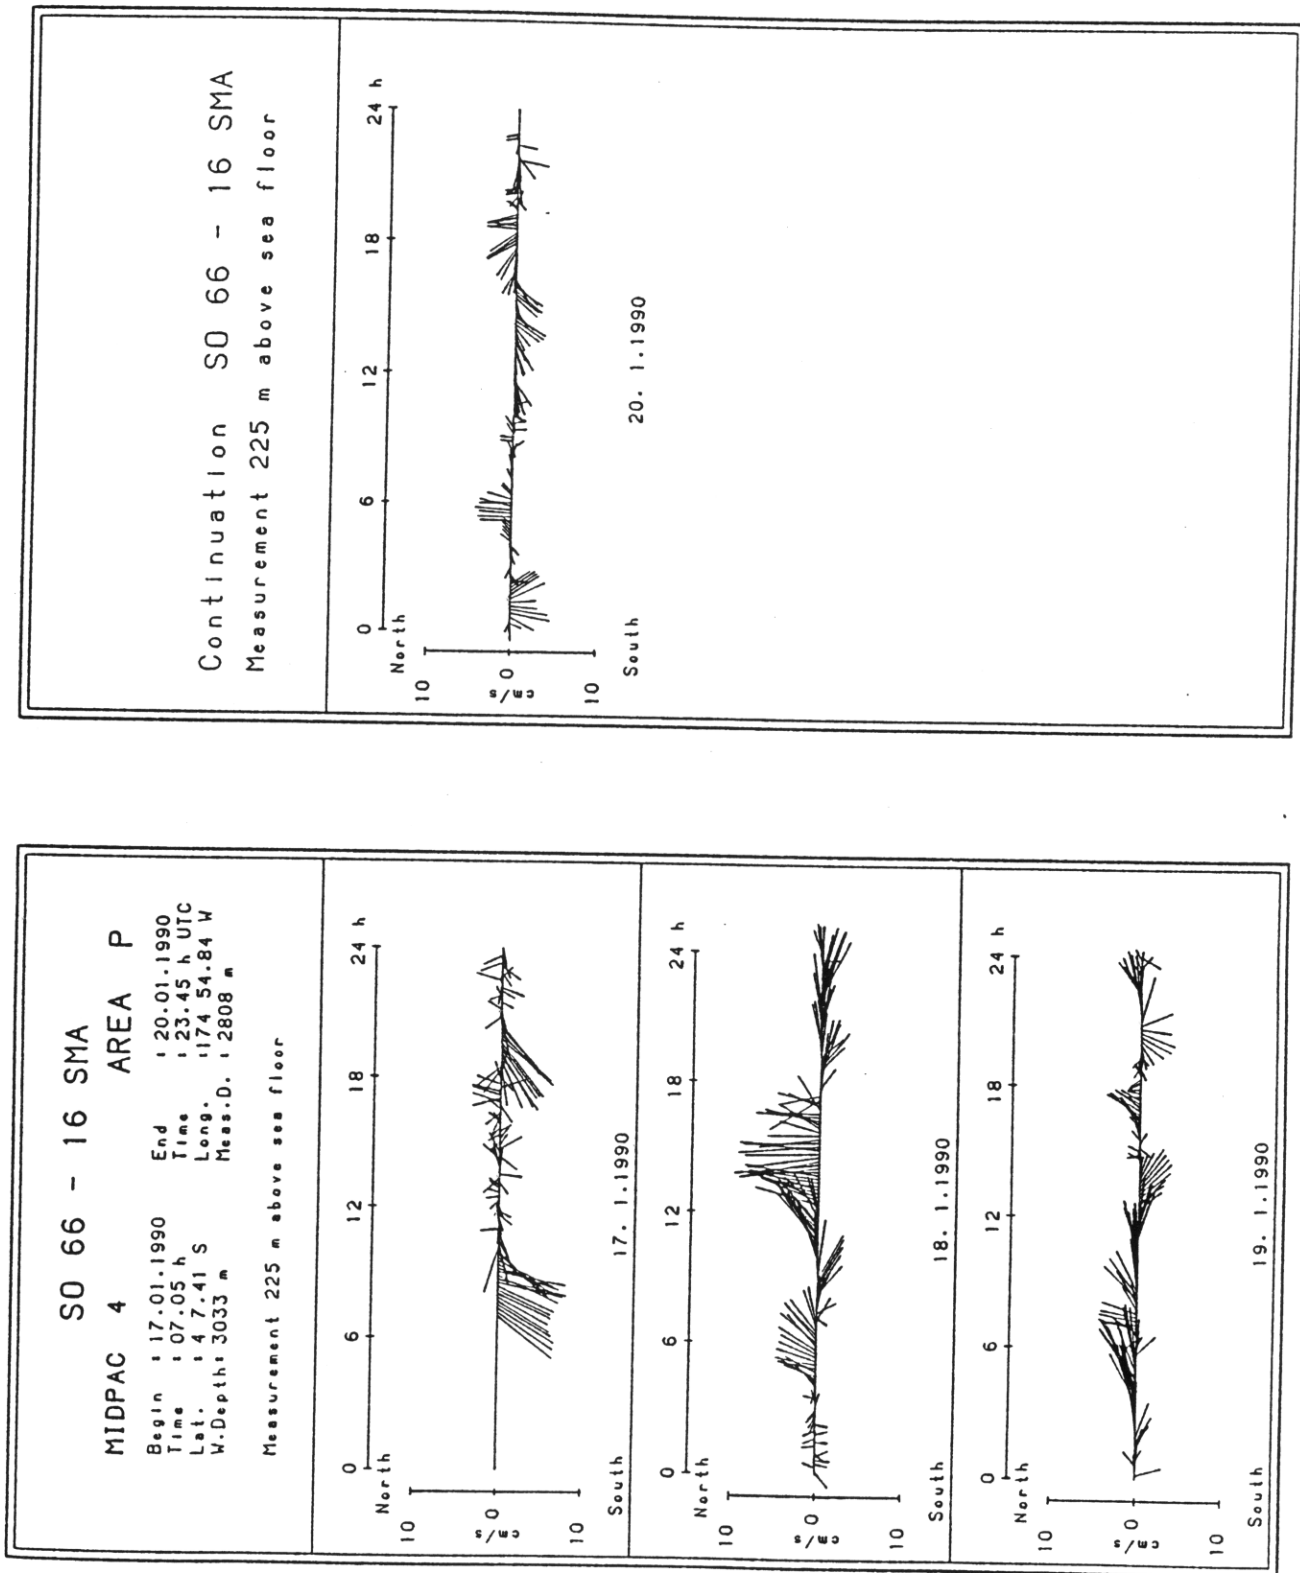 SO 66 - 16 SMA
MIDPAC 4 AREA P
Begin : 17.01.1990 End : 20.01.1990
Time : 07.05 h Time : 23.45 h UTC
Lat. : 4 7.41 S Long. :174 54.84 W
W.Depth: 3033 m Meas.D. : 2808 m
Measurement 225 m above sea floor
0 6 12 18 24 h
North
10
0
cm/s
10
South
17. 1.1990
0 6 12 18 24 h
North
10
0
cm/s
10
South
18. 1.1990
0 6 12 18 24 h
North
10
0
cm/s
10
South
19. 1.1990
Continuation SO 66 - 16 SMA
Measurement 225 m above sea floor
0 6 12 18 24 h
North
10
0
cm/s
10
South
20. 1.1990